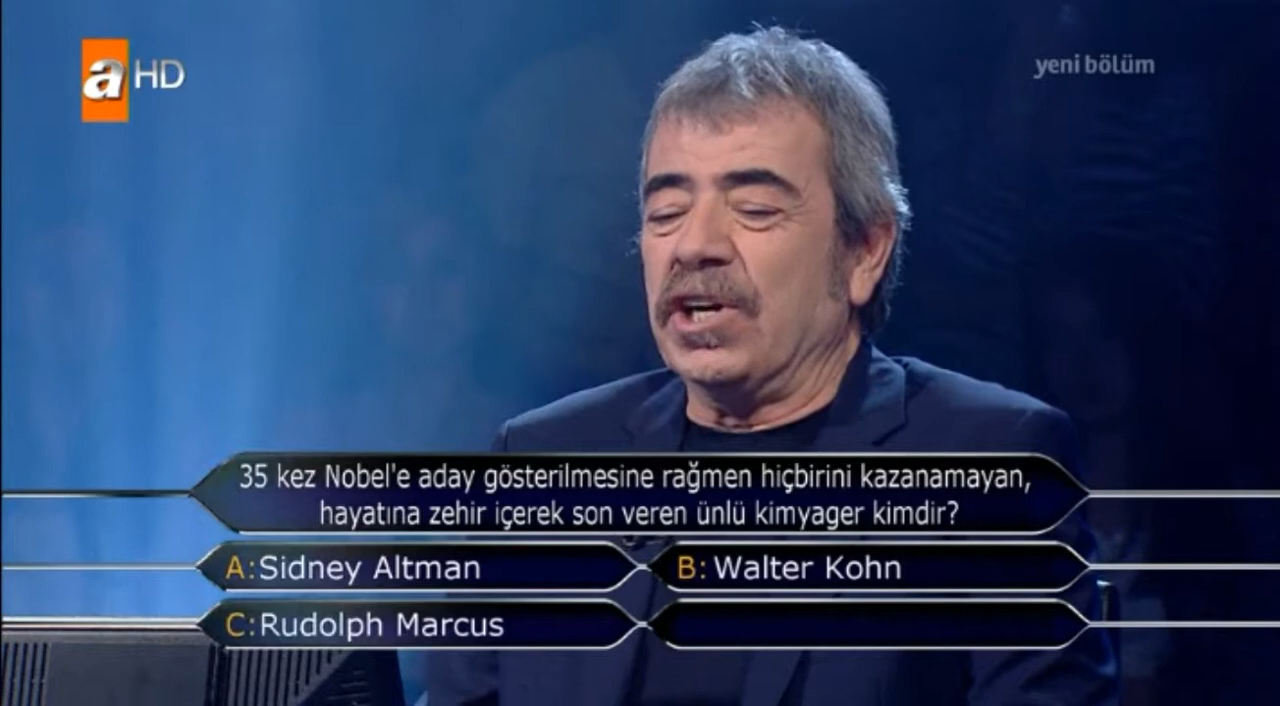 a HD
yeni bölüm
35 kez Nobel'e aday gösterilmesine rağmen hiçbirini kazanamayan,
hayatına zehir içerek son veren ünlü kimyager kimdir?
A:Sidney Altman
B: Walter Kohn
C:Rudolph Marcus